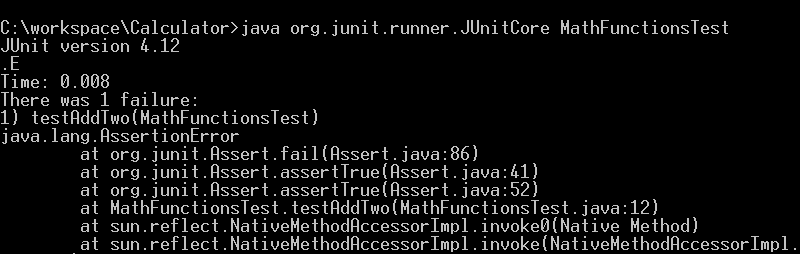 C:\workspace\Calculator>java org.junit.runner.JUnitCore MathFunctionsTest
JUnit version 4.12
.E
Time: 0.008
There was 1 failure:
1) testAddTwo(MathFunctionsTest)
java.lang.AssertionError
        at org.junit.Assert.fail(Assert.java:86)
        at org.junit.Assert.assertTrue(Assert.java:41)
        at org.junit.Assert.assertTrue(Assert.java:52)
        at MathFunctionsTest.testAddTwo(MathFunctionsTest.java:12)
        at sun.reflect.NativeMethodAccessorImpl.invoke0(Native Method)
        at sun.reflect.NativeMethodAccessorImpl.invoke(NativeMethodAccessorImpl.